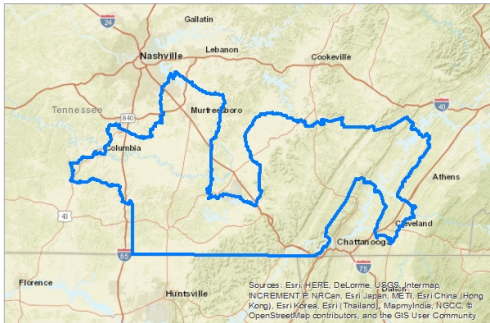 Gallatin
24
Nashville
Lebanon
Cookeville
Tennessee
840
Murfreesboro
40
Columbia
Athens
43
Cleveland
Chattanooga
65
75
Dalton
Florence
Huntsville
Sources: Esri, HERE, DeLorme, USGS, Intermap,
INCREMENT P, NRCan, Esri Japan, METI, Esri China (Hong
Kong), Esri Korea, Esri (Thailand), MapmyIndia, NGCC, ©
OpenStreetMap contributors, and the GIS User Community